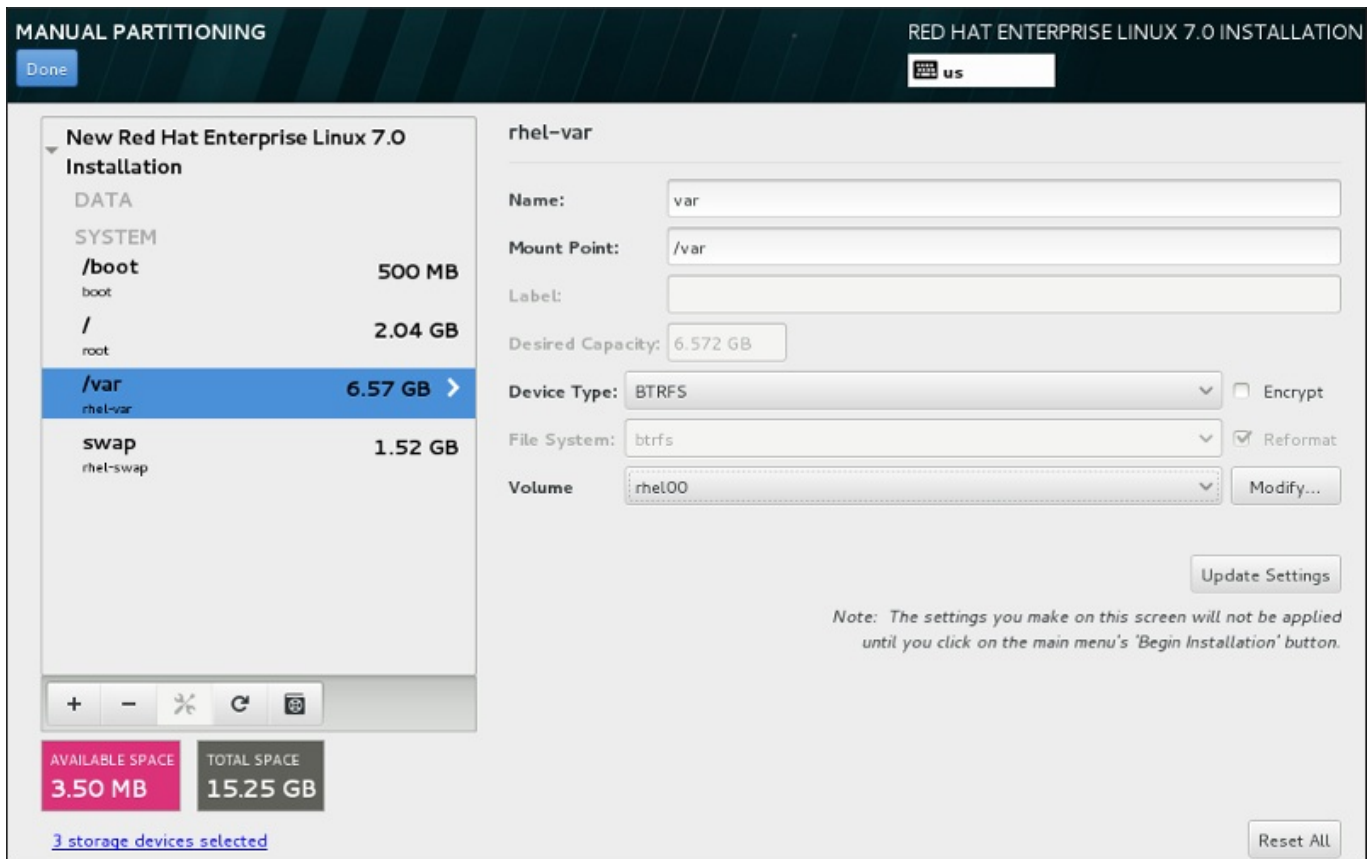 MANUAL PARTITIONING
RED HAT ENTERPRISE LINUX 7.0 INSTALLATION
Done
us
New Red Hat Enterprise Linux 7.0
Installation
DATA
SYSTEM
/boot 500 MB
boot
/ 2.04 GB
root
/var 6.57 GB
rhel-var
swap 1.52 GB
rhel-swap
AVAILABLE SPACE
3.50 MB
TOTAL SPACE
15.25 GB
3 storage devices selected
rhel-var
Name: var
Mount Point: /var
Label:
Desired Capacity: 6.572 GB
Device Type: BTRFS Encrypt
File System: btrfs Reformat
Volume rhel00 Modify...
Update Settings
Note: The settings you make on this screen will not be applied
until you click on the main menu's 'Begin Installation' button.
Reset All